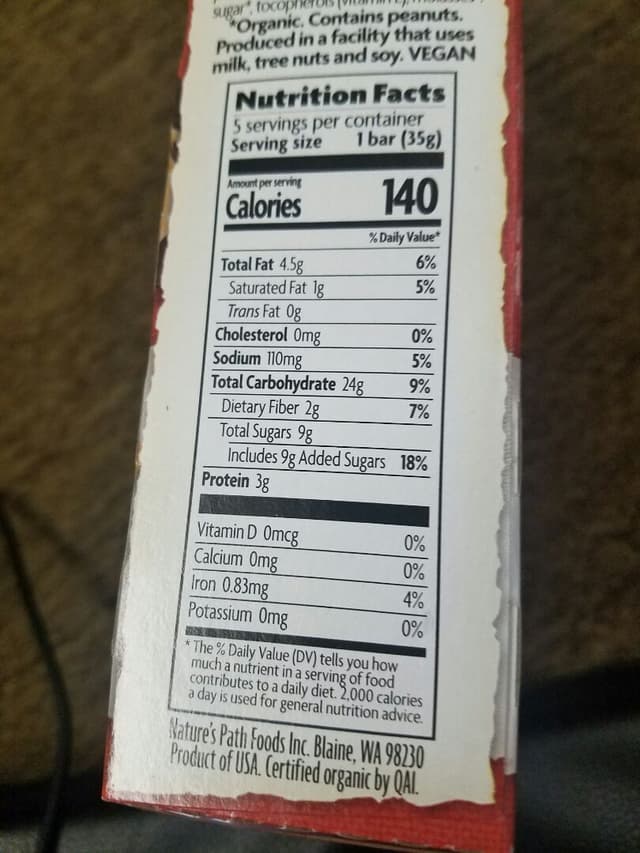 sugar*, tocopherols
*Organic. Contains peanuts.
Produced in a facility that uses
milk, tree nuts and soy. VEGAN
Nutrition Facts
5 servings per container
Serving size 1 bar (35g)
Amount per serving
Calories 140
% Daily Value*
Total Fat 4.5g 6%
Saturated Fat 1g 5%
Trans Fat 0g
Cholesterol 0mg 0%
Sodium 110mg 5%
Total Carbohydrate 24g 9%
Dietary Fiber 2g 7%
Total Sugars 9g
Includes 9g Added Sugars 18%
Protein 3g
Vitamin D 0mcg 0%
Calcium 0mg 0%
Iron 0.83mg 4%
Potassium 0mg 0%
* The % Daily Value (DV) tells you how
much a nutrient in a serving of food
contributes to a daily diet. 2,000 calories
a day is used for general nutrition advice.
Nature's Path Foods Inc. Blaine, WA 98230
Product of USA. Certified organic by QAI.